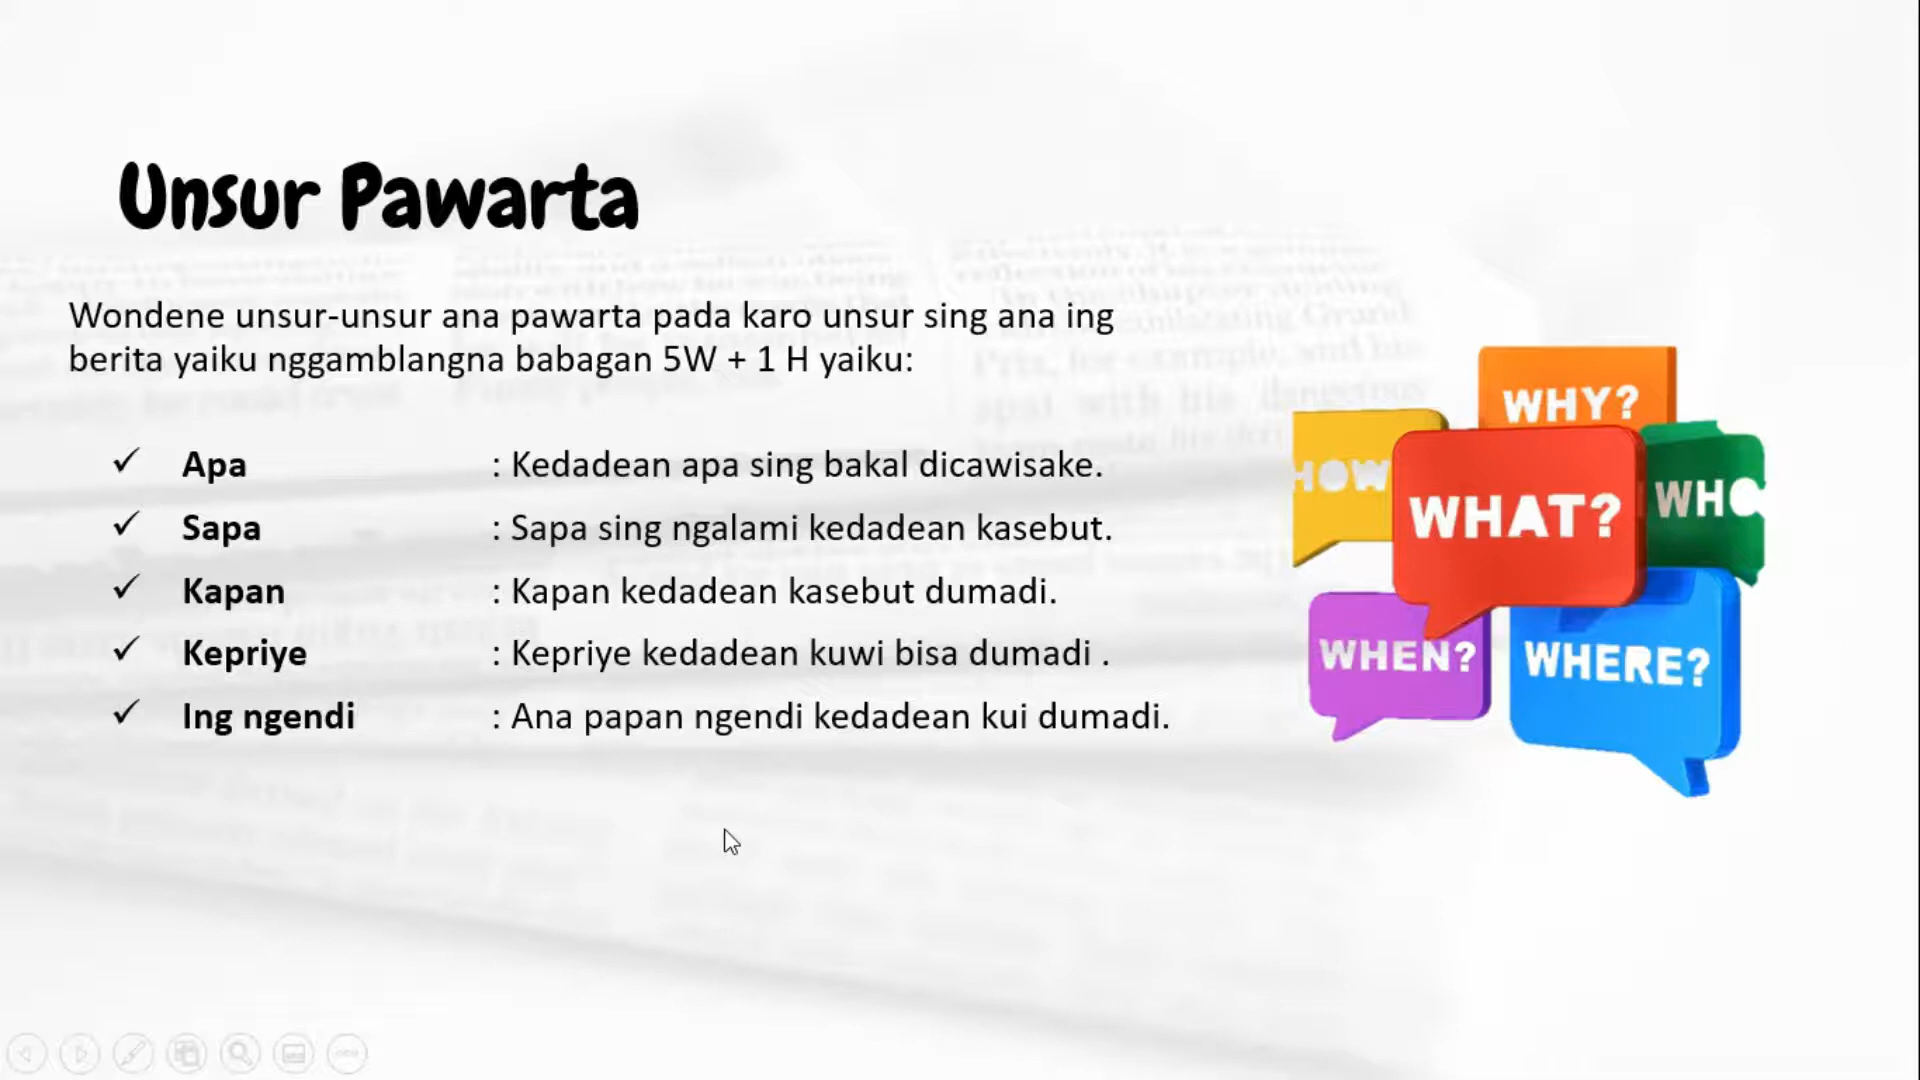 Unsur Pawarta
Wondene unsur-unsur ana pawarta pada karo unsur sing ana ing
berita yaiku nggamblangna babagan 5W + 1 H yaiku:
✓ Apa : Kedadean apa sing bakal dicawisake.
✓ Sapa : Sapa sing ngalami kedadean kasebut.
✓ Kapan : Kapan kedadean kasebut dumadi.
✓ Kepriye : Kepriye kedadean kuwi bisa dumadi .
✓ Ing ngendi : Ana papan ngendi kedadean kui dumadi.
WHY?
HOW
WHAT?
WHO
WHEN?
WHERE?